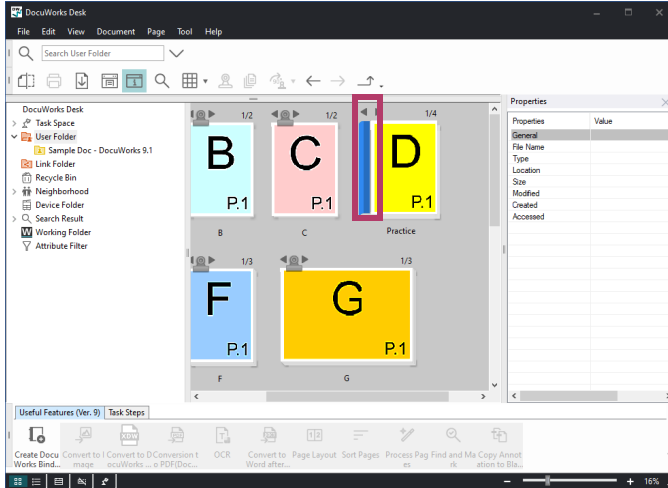 DocuWorks Desk
File Edit View Document Page Tool Help
Search User Folder
DocuWorks Desk
Task Space
User Folder
Sample Doc - DocuWorks 9.1
Link Folder
Recycle Bin
Neighborhood
Device Folder
Search Result
Working Folder
Attribute Filter
1/2 1/2 1/4
B C D
P.1 P.1 P.1
B C Practice
1/3 1/3
F G
P.1 P.1
F G
Properties
Properties Value
General
File Name
Type
Location
Size
Modified
Created
Accessed
Useful Features (Ver. 9) Task Steps
Create Docu Convert to I Convert to D Conversion t OCR Convert to Page Layout Sort Pages Process Pag Find and Ma Copy Annot
Works Bind... mage ocuWorks ... o PDF(Doc... Word after... es rk ation to Bla...
16%